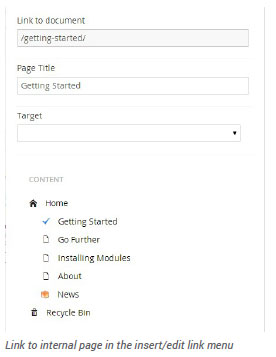 Link to document
/getting-started/
Page Title
Getting Started
Target
CONTENT
Home
Getting Started
Go Further
Installing Modules
About
News
Recycle Bin
Link to internal page in the insert/edit link menu